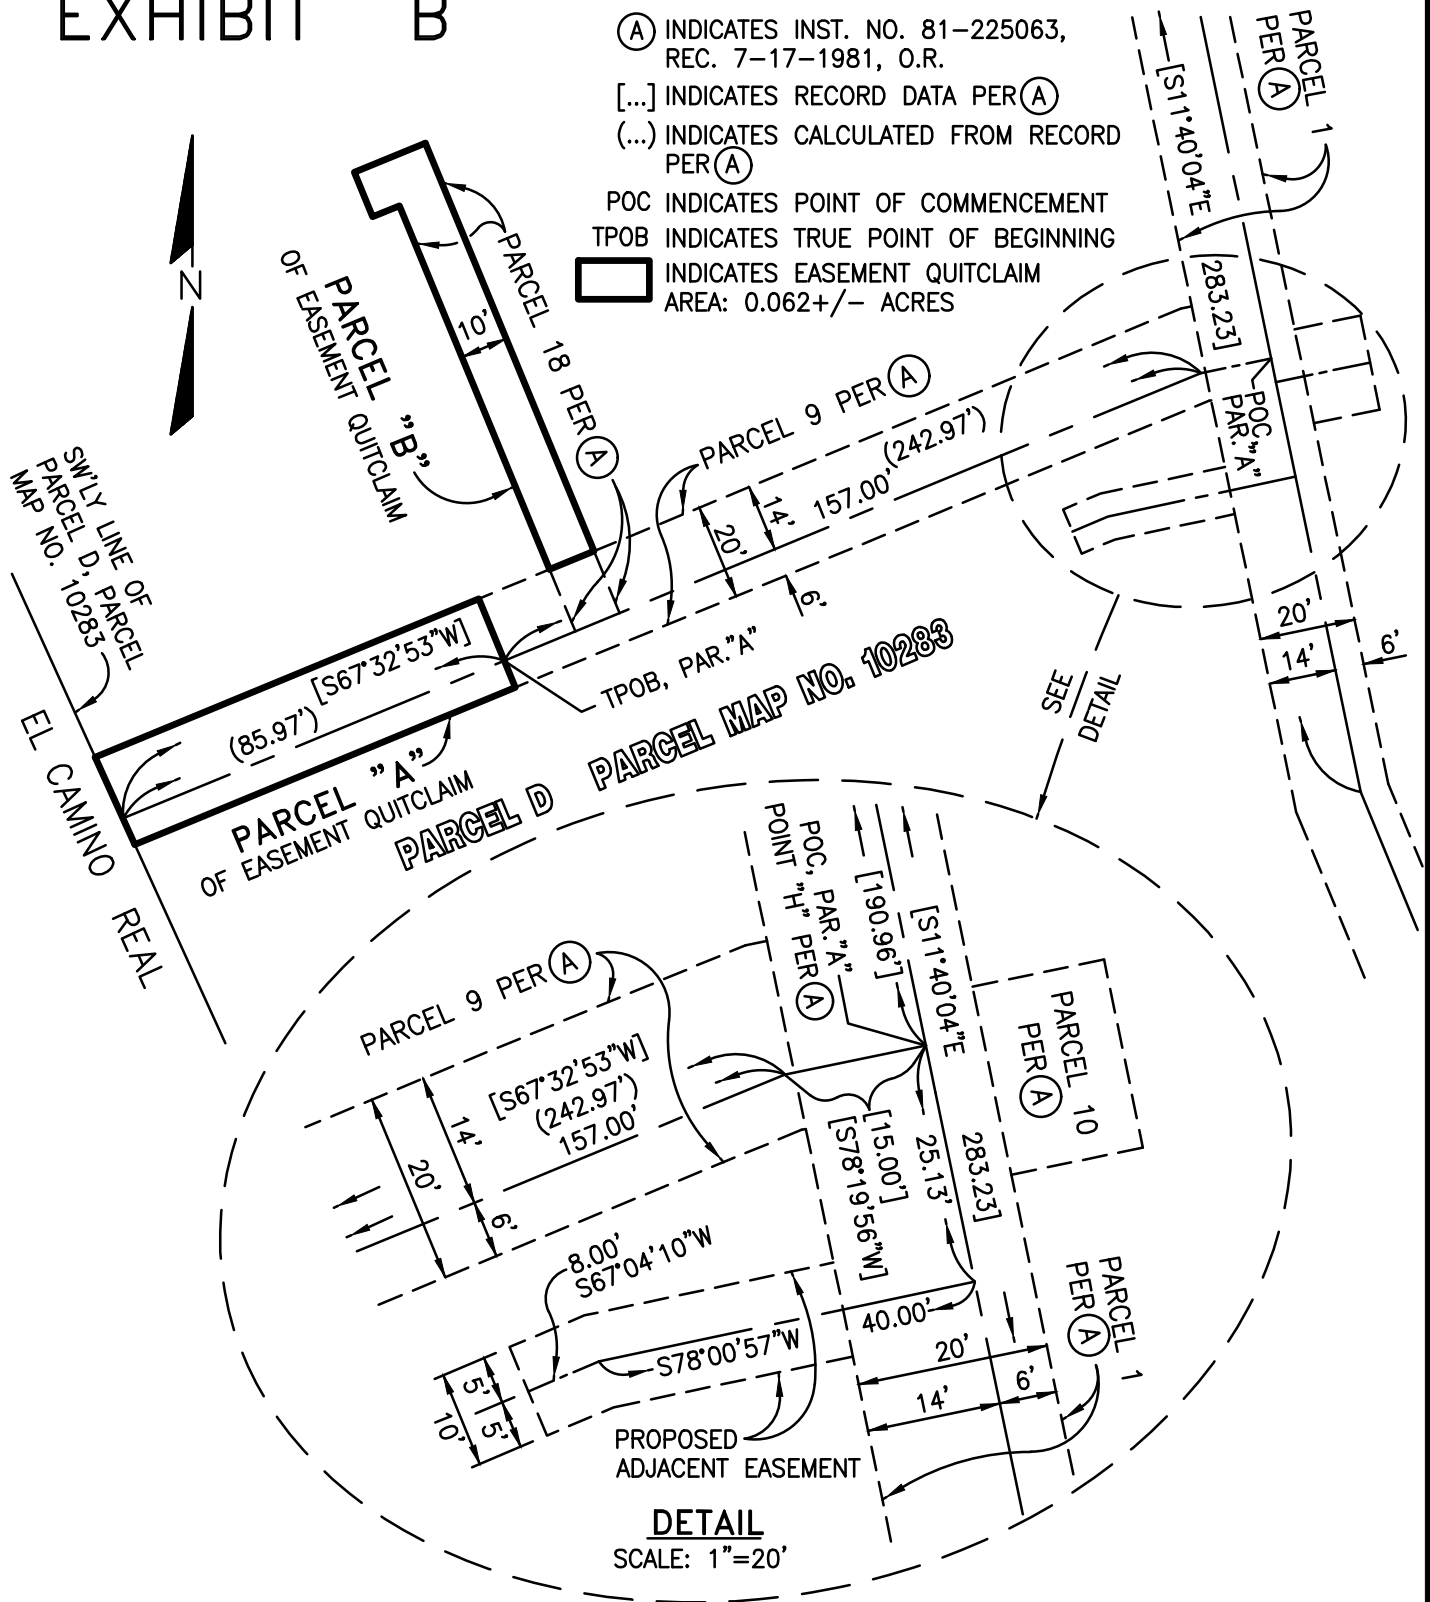 EXHIBIT B
Ⓐ INDICATES INST. NO. 81-225063,
REC. 7-17-1981, O.R.
[...] INDICATES RECORD DATA PER Ⓐ
(...) INDICATES CALCULATED FROM RECORD
PER Ⓐ
POC INDICATES POINT OF COMMENCEMENT
TPOB INDICATES TRUE POINT OF BEGINNING
INDICATES EASEMENT QUITCLAIM
AREA: 0.062+/- ACRES
N
PARCEL 1
PER Ⓐ
[S11°40'04"E
283.23]
PARCEL "B"
OF EASEMENT QUITCLAIM
10'
PARCEL 18 PER Ⓐ
PARCEL 9 PER Ⓐ
(242.97')
157.00'
14'
20'
6'
POC
PAR. "A"
SW'LY LINE OF
PARCEL D, PARCEL
MAP NO. 10283
[S67°32'53"W]
(85.97')
TPOB, PAR."A"
PARCEL "A"
OF EASEMENT QUITCLAIM
PARCEL D PARCEL MAP NO. 10283
EL CAMINO REAL
SEE
DETAIL
20'
14'
6'
POC, PAR."A"
POINT "H" PER Ⓐ
[190.96']
[S11°40'04"E
283.23]
PARCEL 10
PER Ⓐ
PARCEL 9 PER Ⓐ
[S67°32'53"W]
(242.97')
157.00'
14'
20'
6'
[15.00']
[S78°19'56"W]
25.13'
8.00'
S67°04'10"W
40.00'
S78°00'57"W
5'
5'
10'
20'
14'
6'
PARCEL 1
PER Ⓐ
PROPOSED
ADJACENT EASEMENT
DETAIL
SCALE: 1"=20'